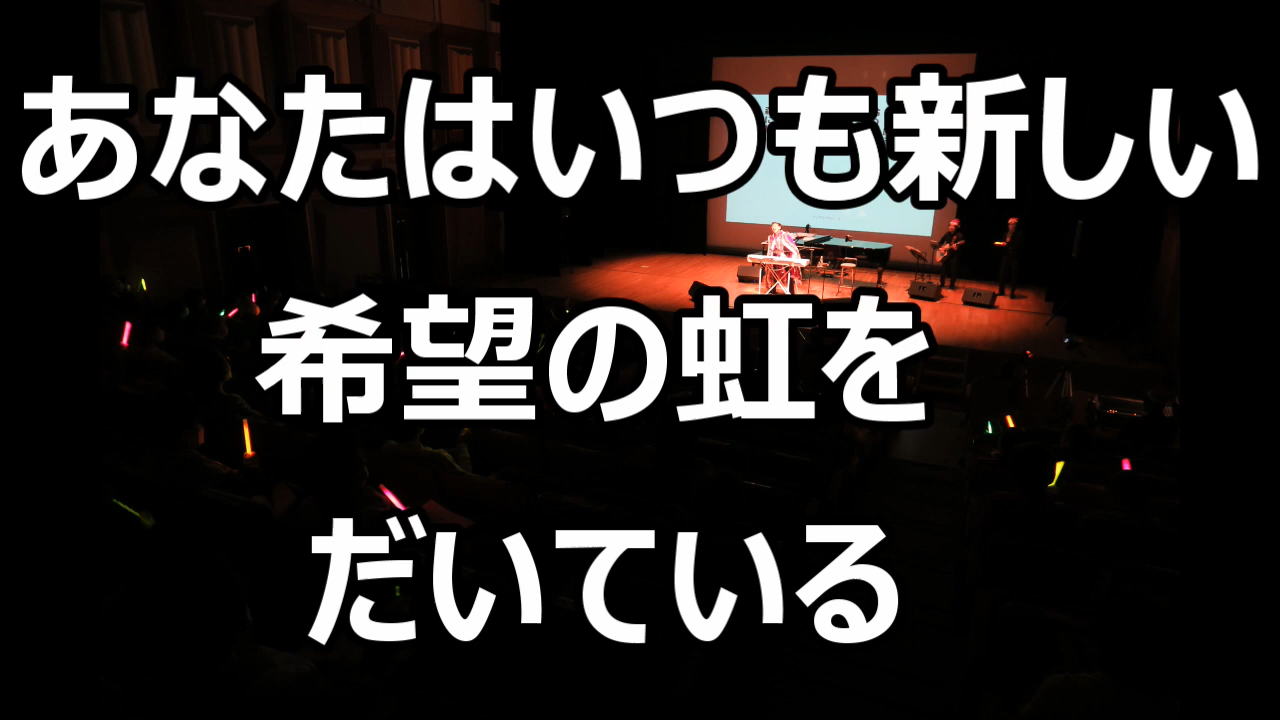 あなたはいつも新しい
希望の虹を
だいている